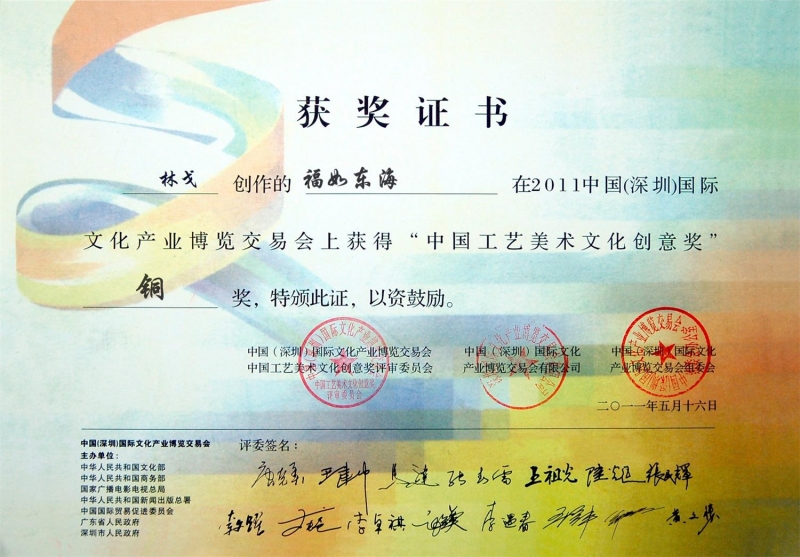 获奖证书
林戈 创作的 福如东海 在2011中国(深圳)国际
文化产业博览交易会上获得“中国工艺美术文化创意奖”
铜 奖，特颁此证，以资鼓励。
中国（深圳）国际文化产业博览交易会
中国工艺美术文化创意奖评审委员会
中国（深圳）国际文化
产业博览交易会有限公司
中国（深圳）国际文化
产业博览交易会组委会
二〇一一年五月十六日
中国(深圳)国际文化产业博览交易会
主办单位：
中华人民共和国文化部
中华人民共和国商务部
国家广播电影电视总局
中华人民共和国新闻出版总署
中国国际贸易促进委员会
广东省人民政府
深圳市人民政府
评委签名：
王祖光
李卓祺 李遇春